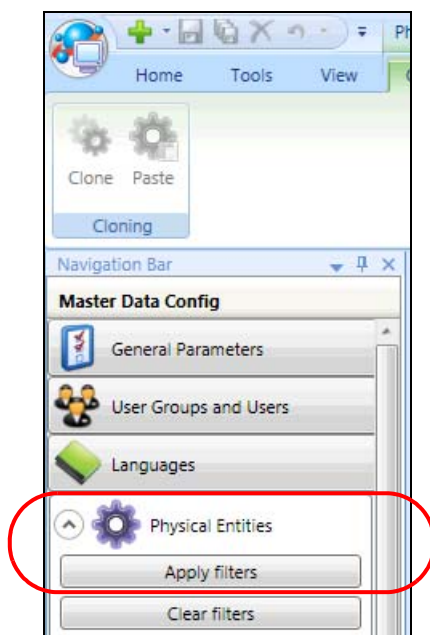 Ph
Home Tools View
Clone Paste
Cloning
Navigation Bar
Master Data Config
General Parameters
User Groups and Users
Languages
Physical Entities
Apply filters
Clear filters